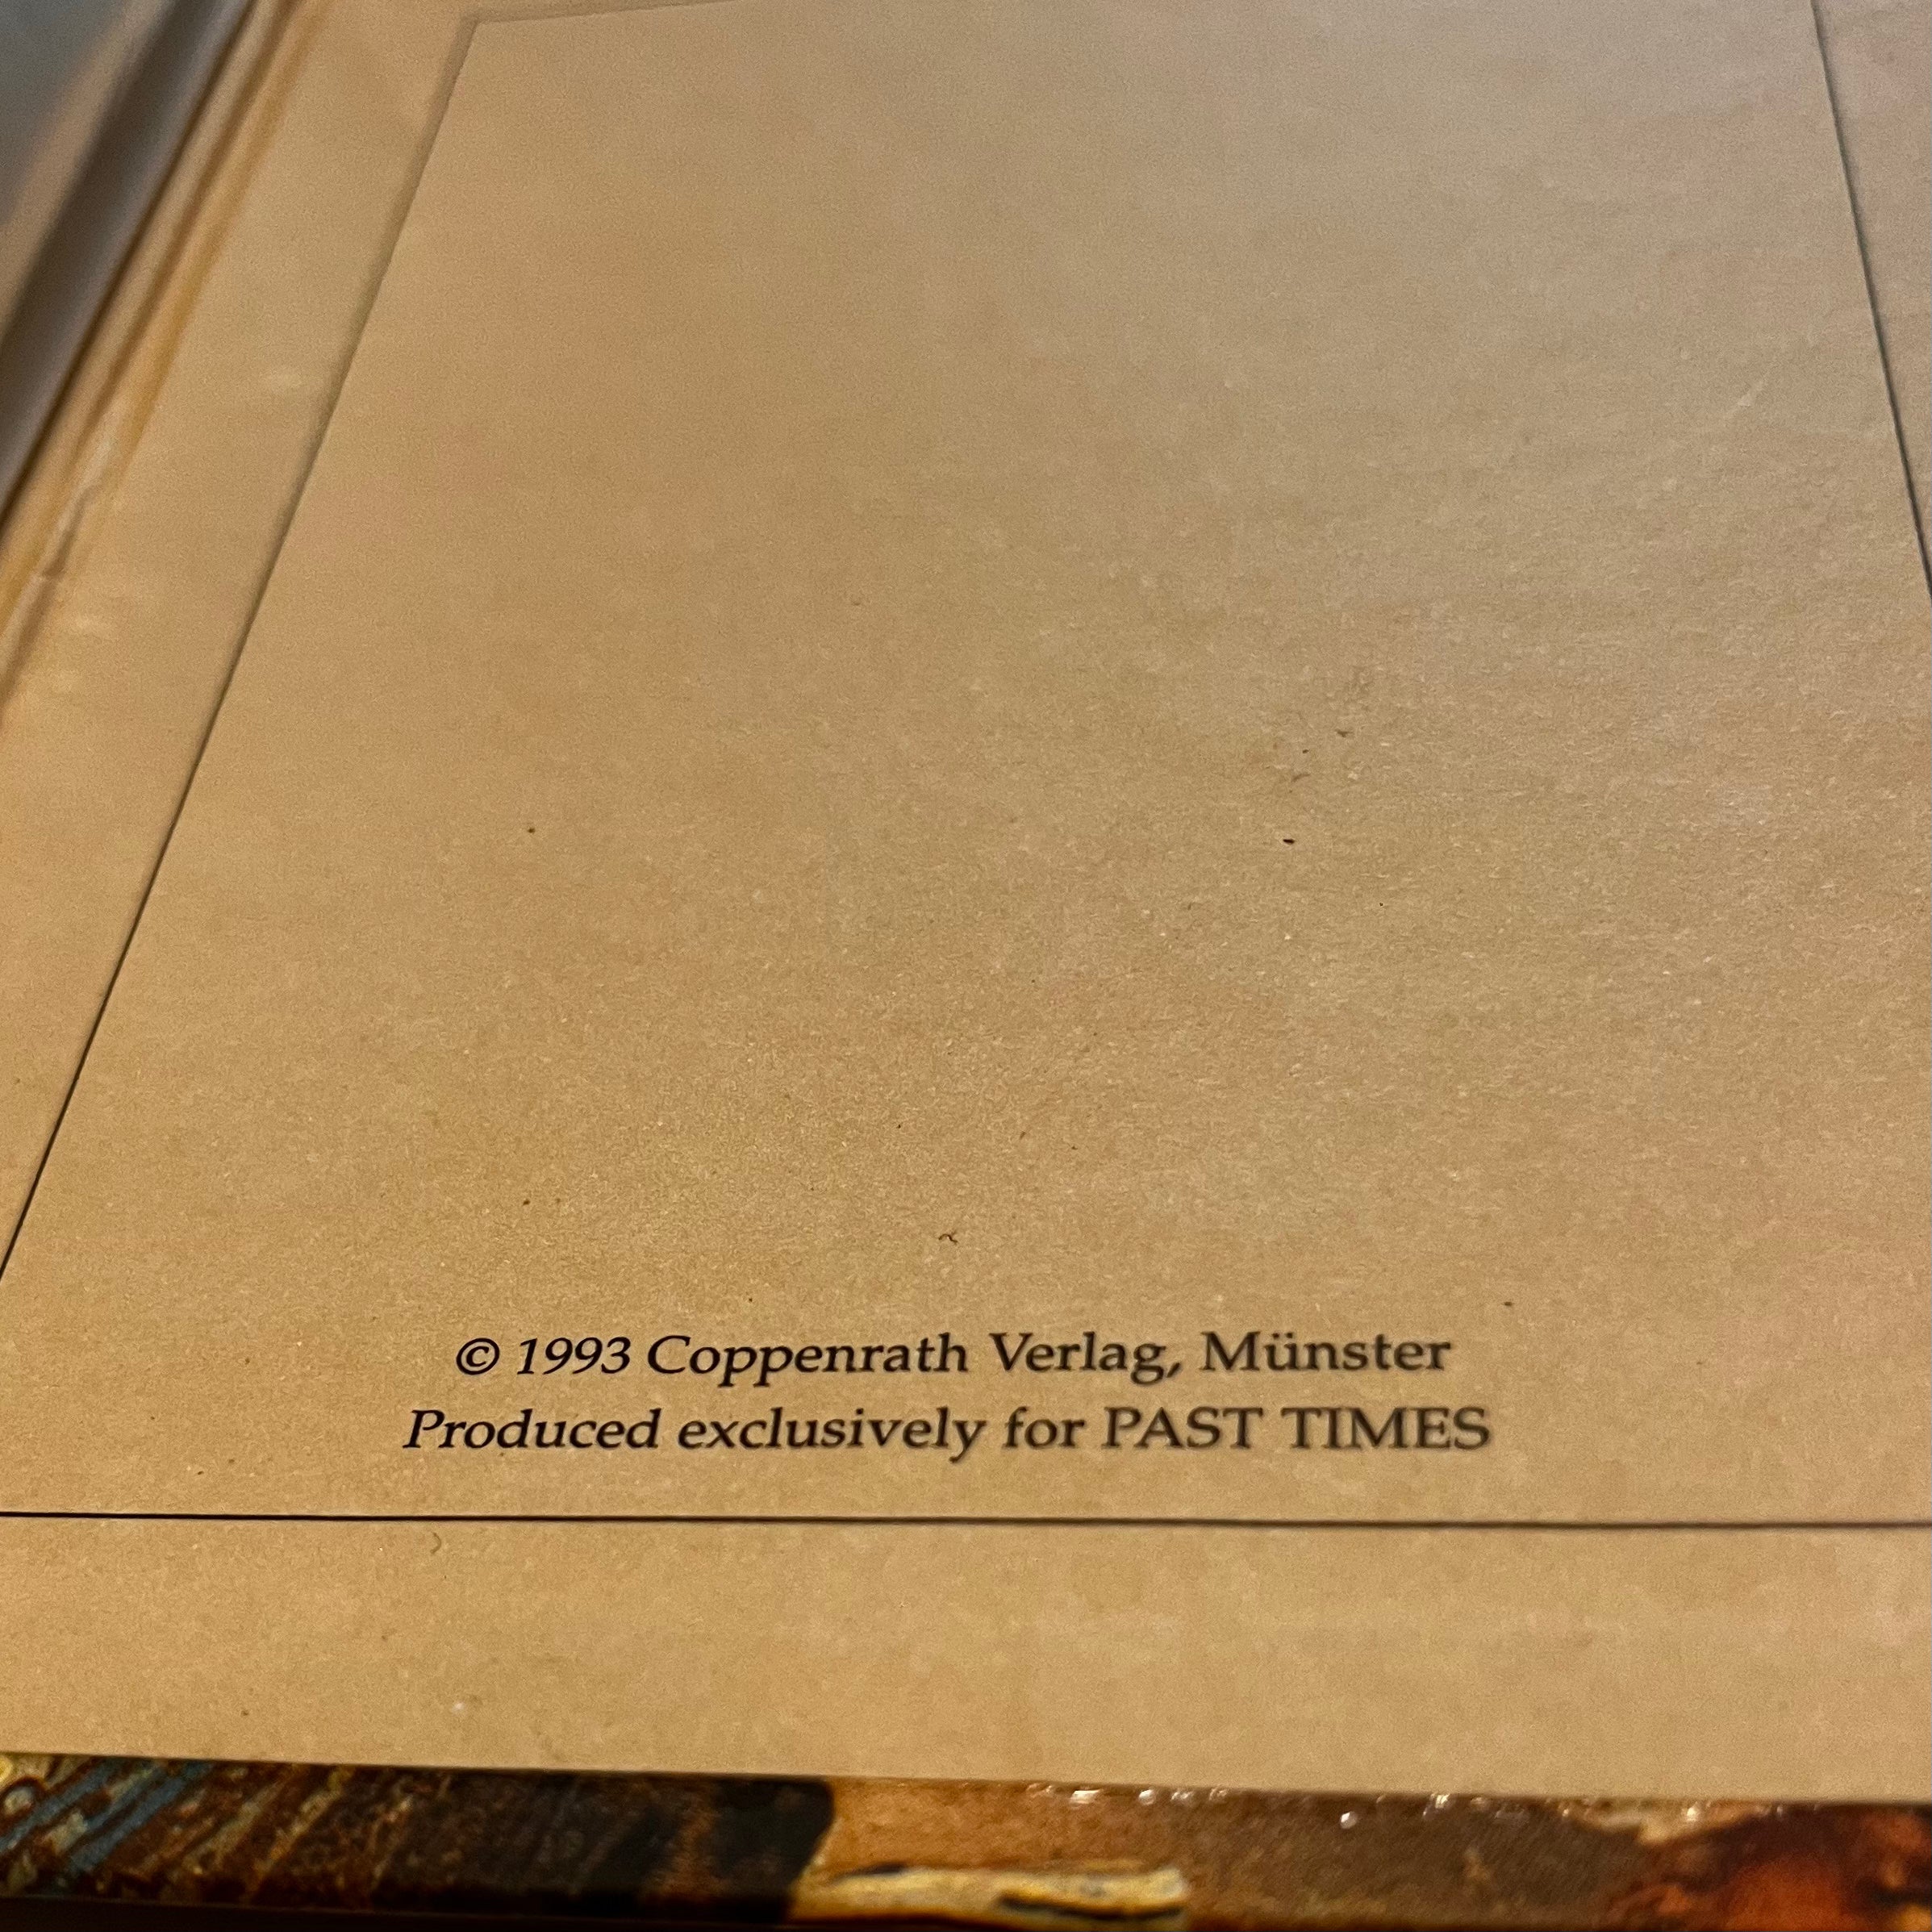 © 1993 Coppenrath Verlag, Münster
Produced exclusively for PAST TIMES